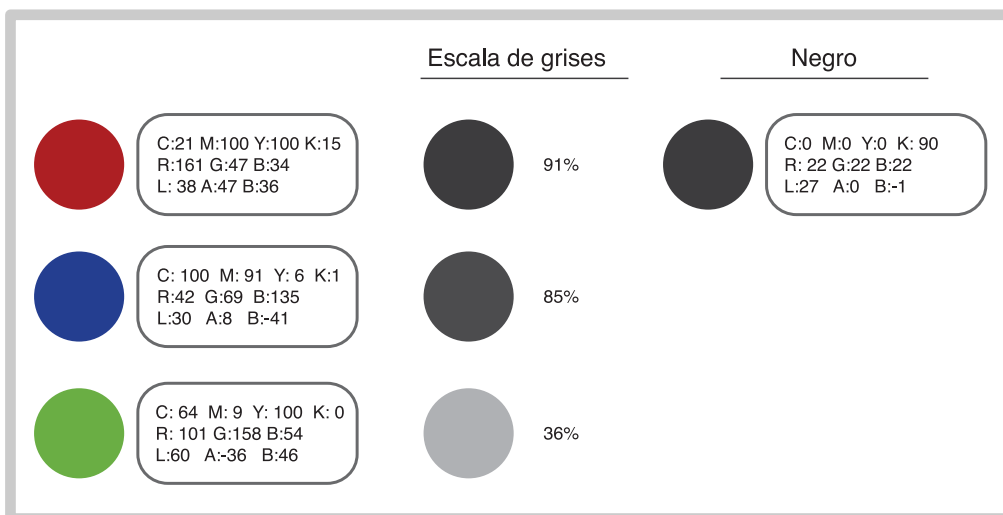 Escala de grises
Negro
C:21 M:100 Y:100 K:15
R:161 G:47 B:34
L: 38 A:47 B:36
91%
C:0 M:0 Y:0 K: 90
R: 22 G:22 B:22
L:27 A:0 B:-1
C: 100 M: 91 Y: 6 K:1
R:42 G:69 B:135
L:30 A:8 B:-41
85%
C: 64 M: 9 Y: 100 K: 0
R: 101 G:158 B:54
L:60 A:-36 B:46
36%